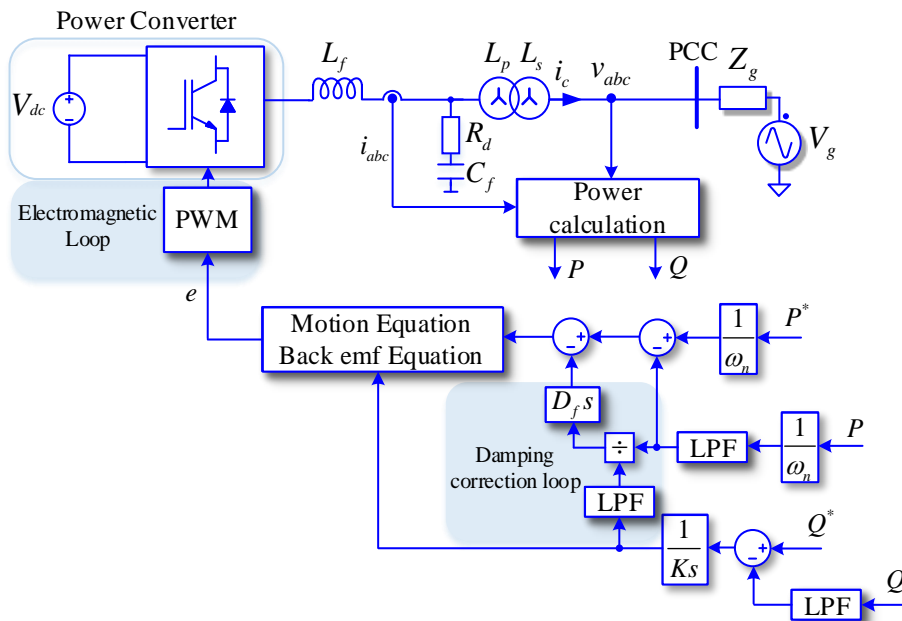 Power Converter
V_dc
L_f
L_p L_s
i_c
v_abc
PCC
Z_g
V_g
i_abc
R_d
C_f
Electromagnetic
Loop
PWM
Power
calculation
P
Q
e
Motion Equation
Back emf Equation
- +
- +
1
ω_n
P^*
D_f s
÷
LPF
1
ω_n
P
Damping
correction loop
LPF
1
Ks
- +
Q^*
LPF
Q